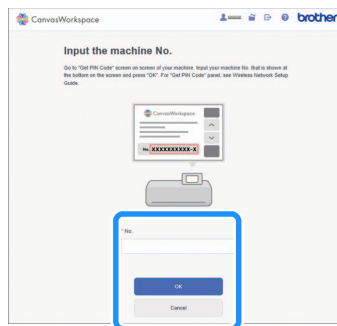 CanvasWorkspace
brother
Input the machine No.
Go to "Get PIN Code" screen on screen of your machine. Input your machine No. that is shown at
the bottom on the screen and press "OK". For "Get PIN Code" panel, see Wireless Network Setup
Guide.
CanvasWorkspace
No. XXXXXXXXXX-X
* No.
OK
Cancel